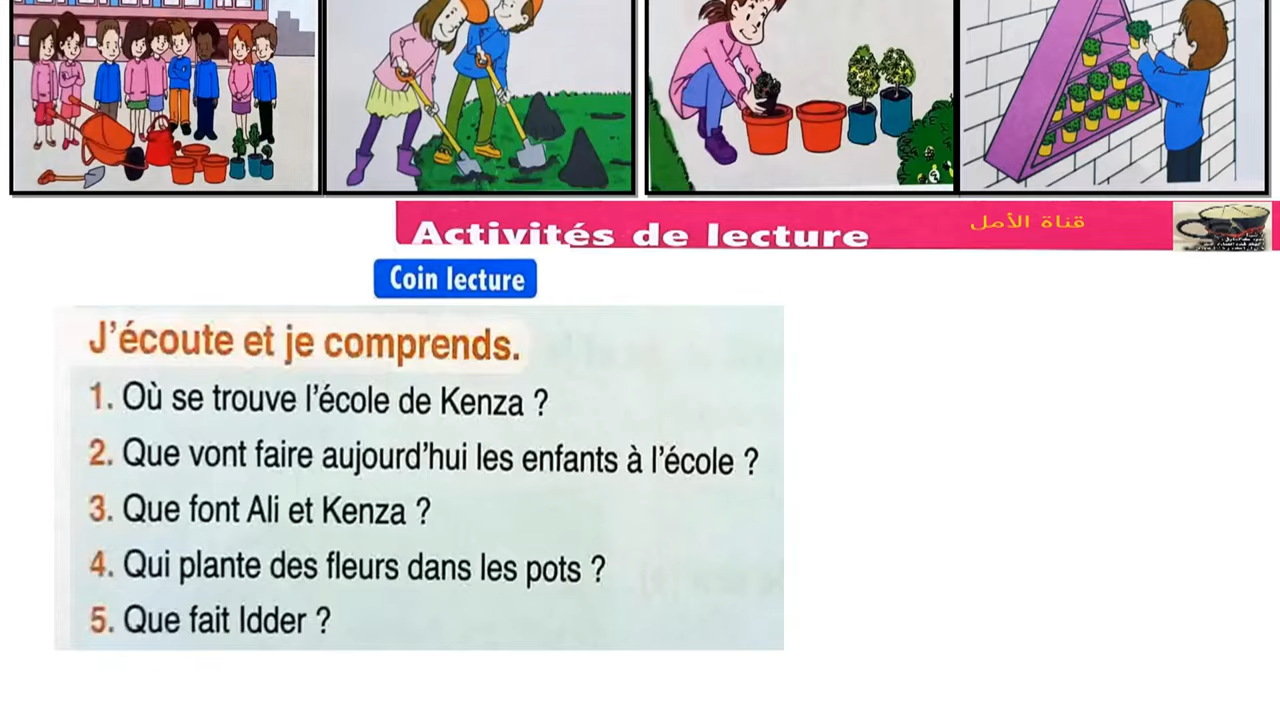 Activités de lecture
قناة الأمل
Coin lecture
J'écoute et je comprends.
1. Où se trouve l'école de Kenza ?
2. Que vont faire aujourd'hui les enfants à l'école ?
3. Que font Ali et Kenza ?
4. Qui plante des fleurs dans les pots ?
5. Que fait Idder ?